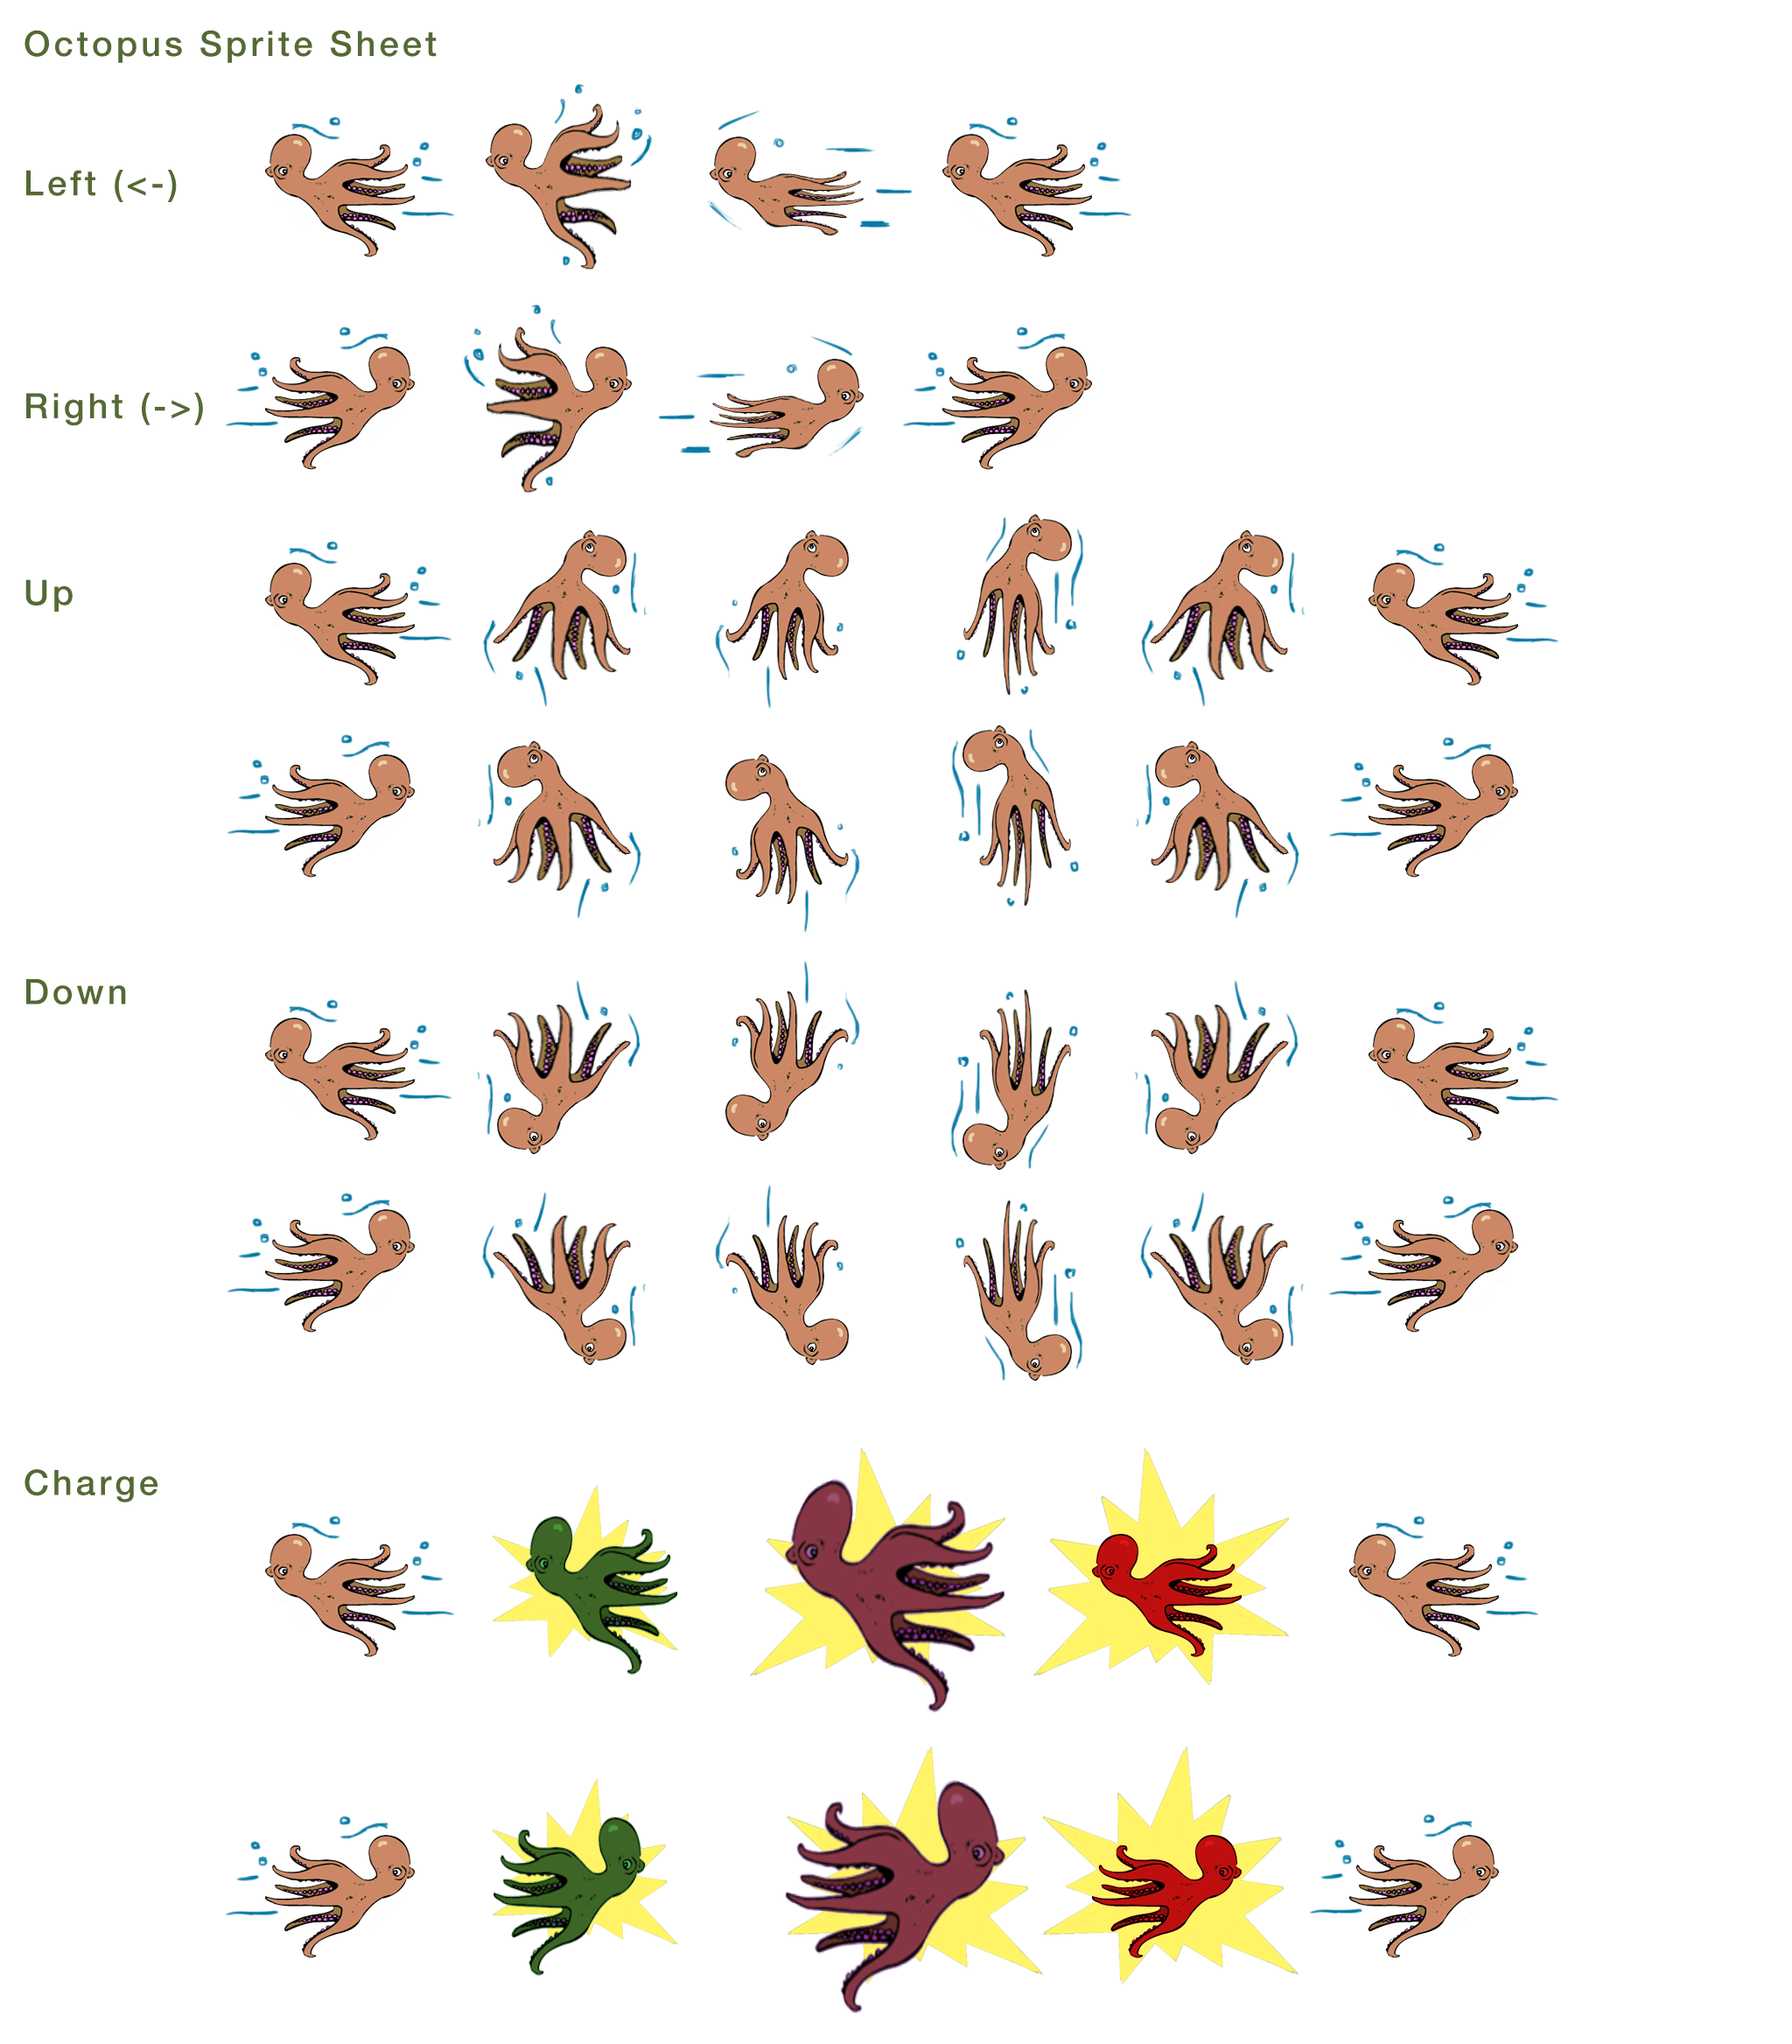 Octopus Sprite Sheet
Left (<-)
Right (->)
Up
Down
Charge